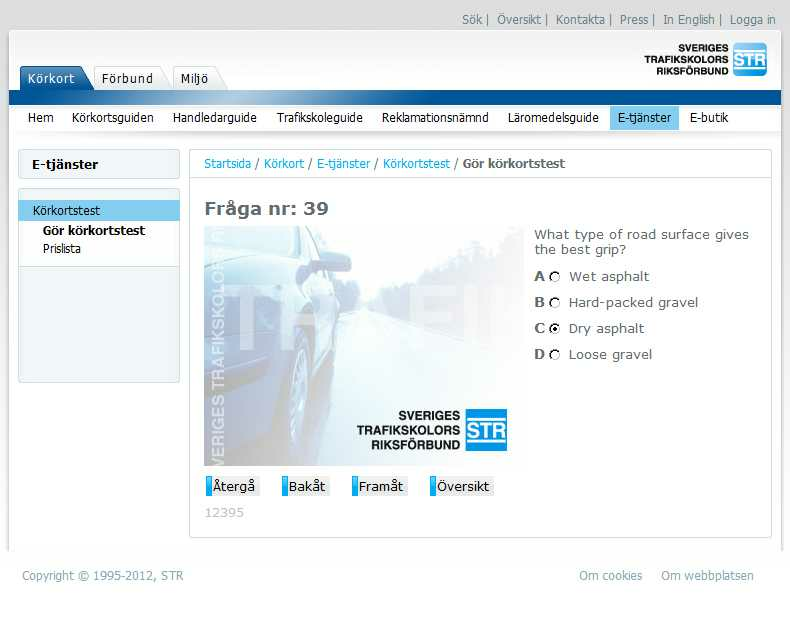 Sök | Översikt | Kontakta | Press | In English | Logga in
SVERIGES
TRAFIKSKOLORS
RIKSFÖRBUND
STR
Körkort Förbund Miljö
Hem Körkortsguiden Handledarguide Trafikskoleguide Reklamationsnämnd Läromedelsguide E-tjänster E-butik
E-tjänster
Körkortstest
Gör körkortstest
Prislista
Startsida / Körkort / E-tjänster / Körkortstest / Gör körkortstest
Fråga nr: 39
What type of road surface gives
the best grip?
A Wet asphalt
B Hard-packed gravel
C Dry asphalt
D Loose gravel
SVERIGES
TRAFIKSKOLORS
RIKSFÖRBUND
STR
Återgå Bakåt Framåt Översikt
12395
Copyright © 1995-2012, STR
Om cookies Om webbplatsen